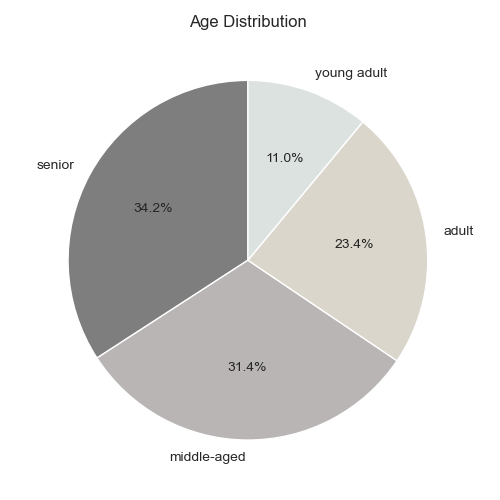 Age Distribution
young adult
11.0%
senior
34.2%
adult
23.4%
31.4%
middle-aged